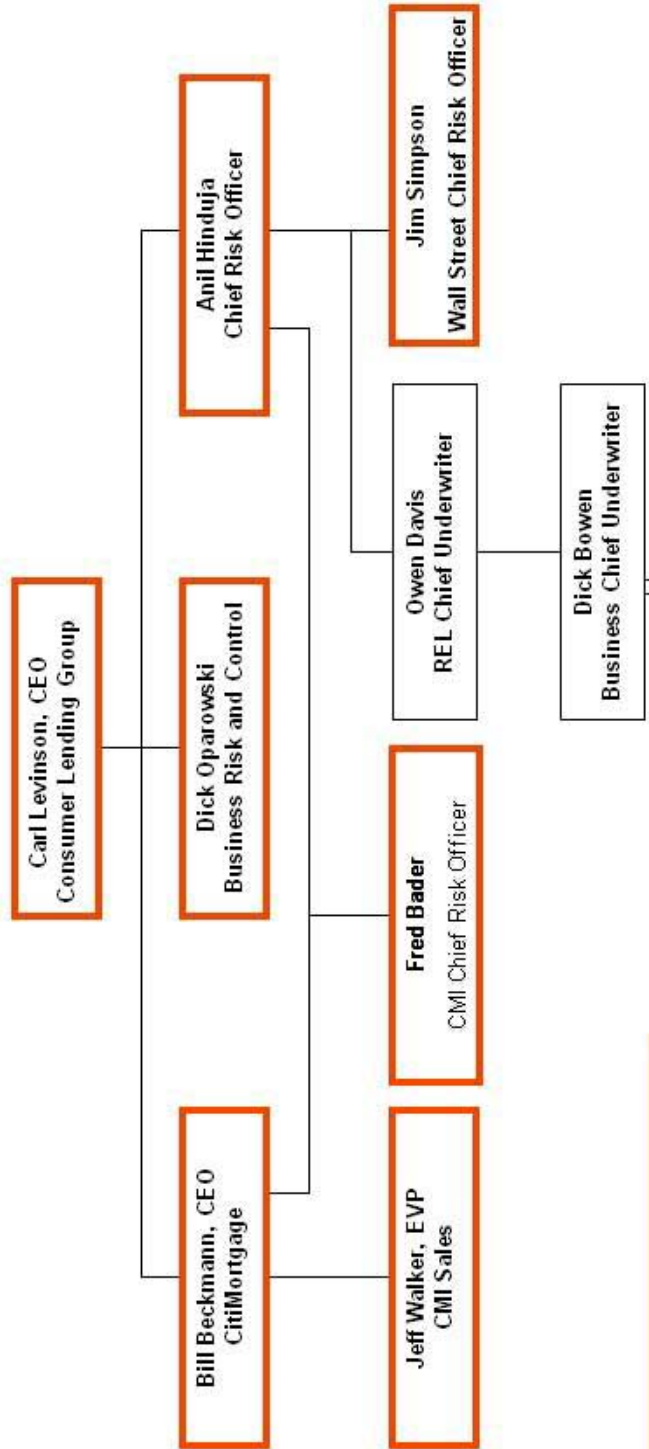 Carl Levinson, CEO
Consumer Lending Group
Bill Beckmann, CEO
CitiMortgage
Dick Oparowski
Business Risk and Control
Anil Hinduja
Chief Risk Officer
Jeff Walker, EVP
CMI Sales
Fred Bader
CMI Chief Risk Officer
Owen Davis
REL Chief Underwriter
Jim Simpson
Wall Street Chief Risk Officer
Dick Bowen
Business Chief Underwriter